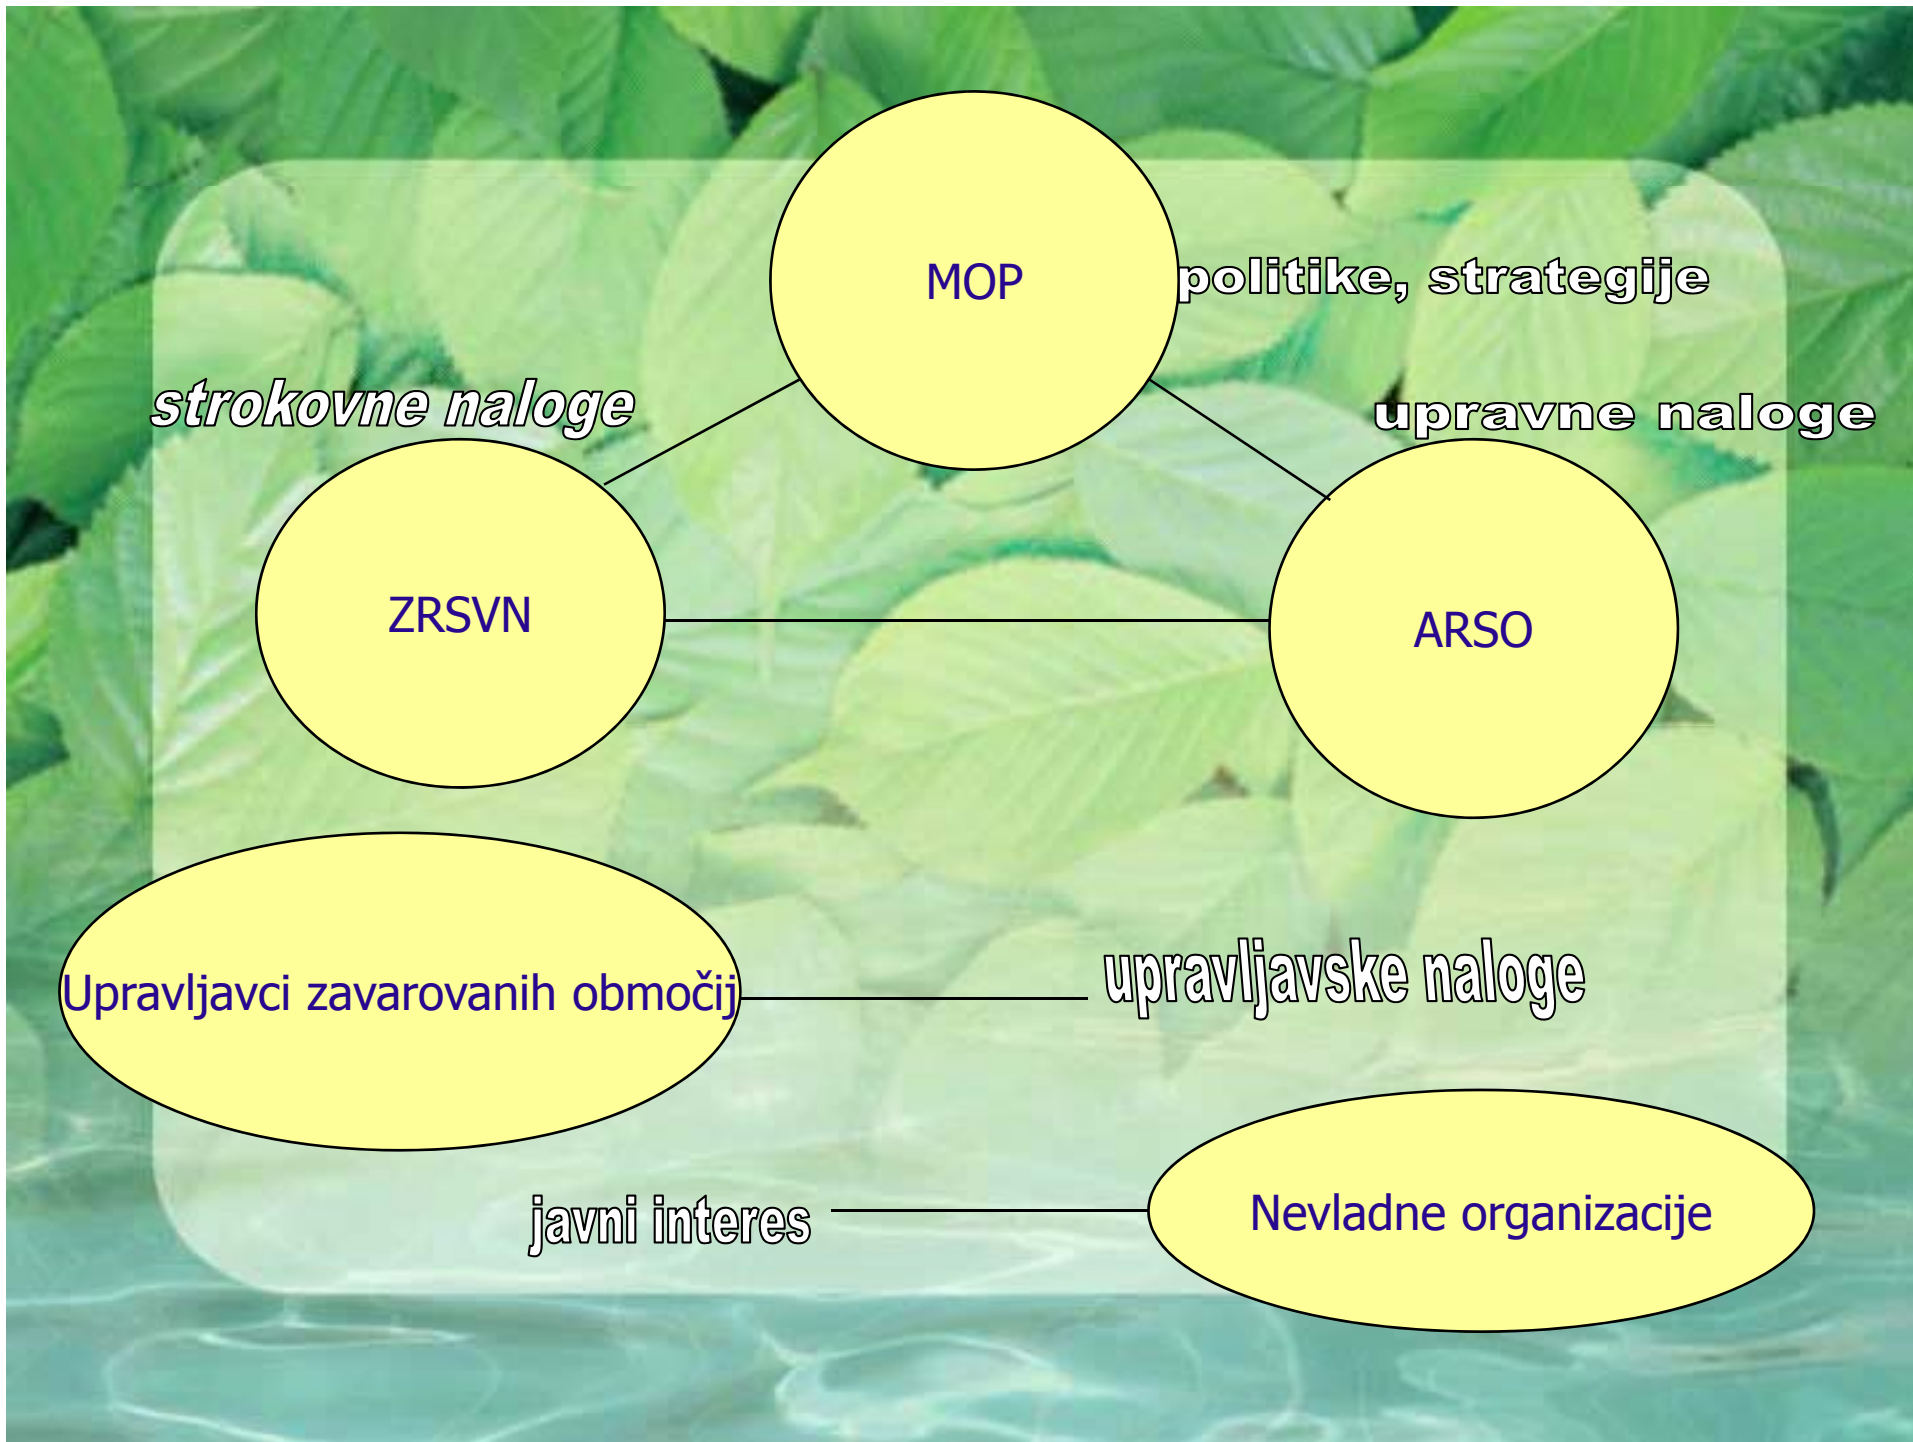 MOP
politike, strategije
strokovne naloge
upravne naloge
ZRSVN
ARSO
Upravljavci zavarovanih območij
upravljavske naloge
javni interes
Nevladne organizacije